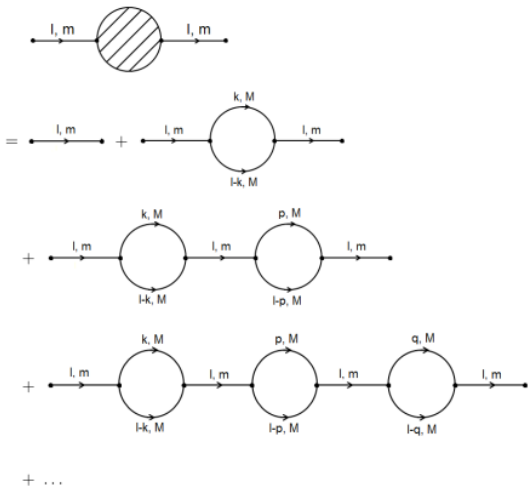 l, m l, m
= l, m + l, m k, M l-k, M l, m
+ l, m k, M l-k, M l, m p, M l-p, M l, m
+ l, m k, M l-k, M l, m p, M l-p, M l, m q, M l-q, M l, m
+ ...